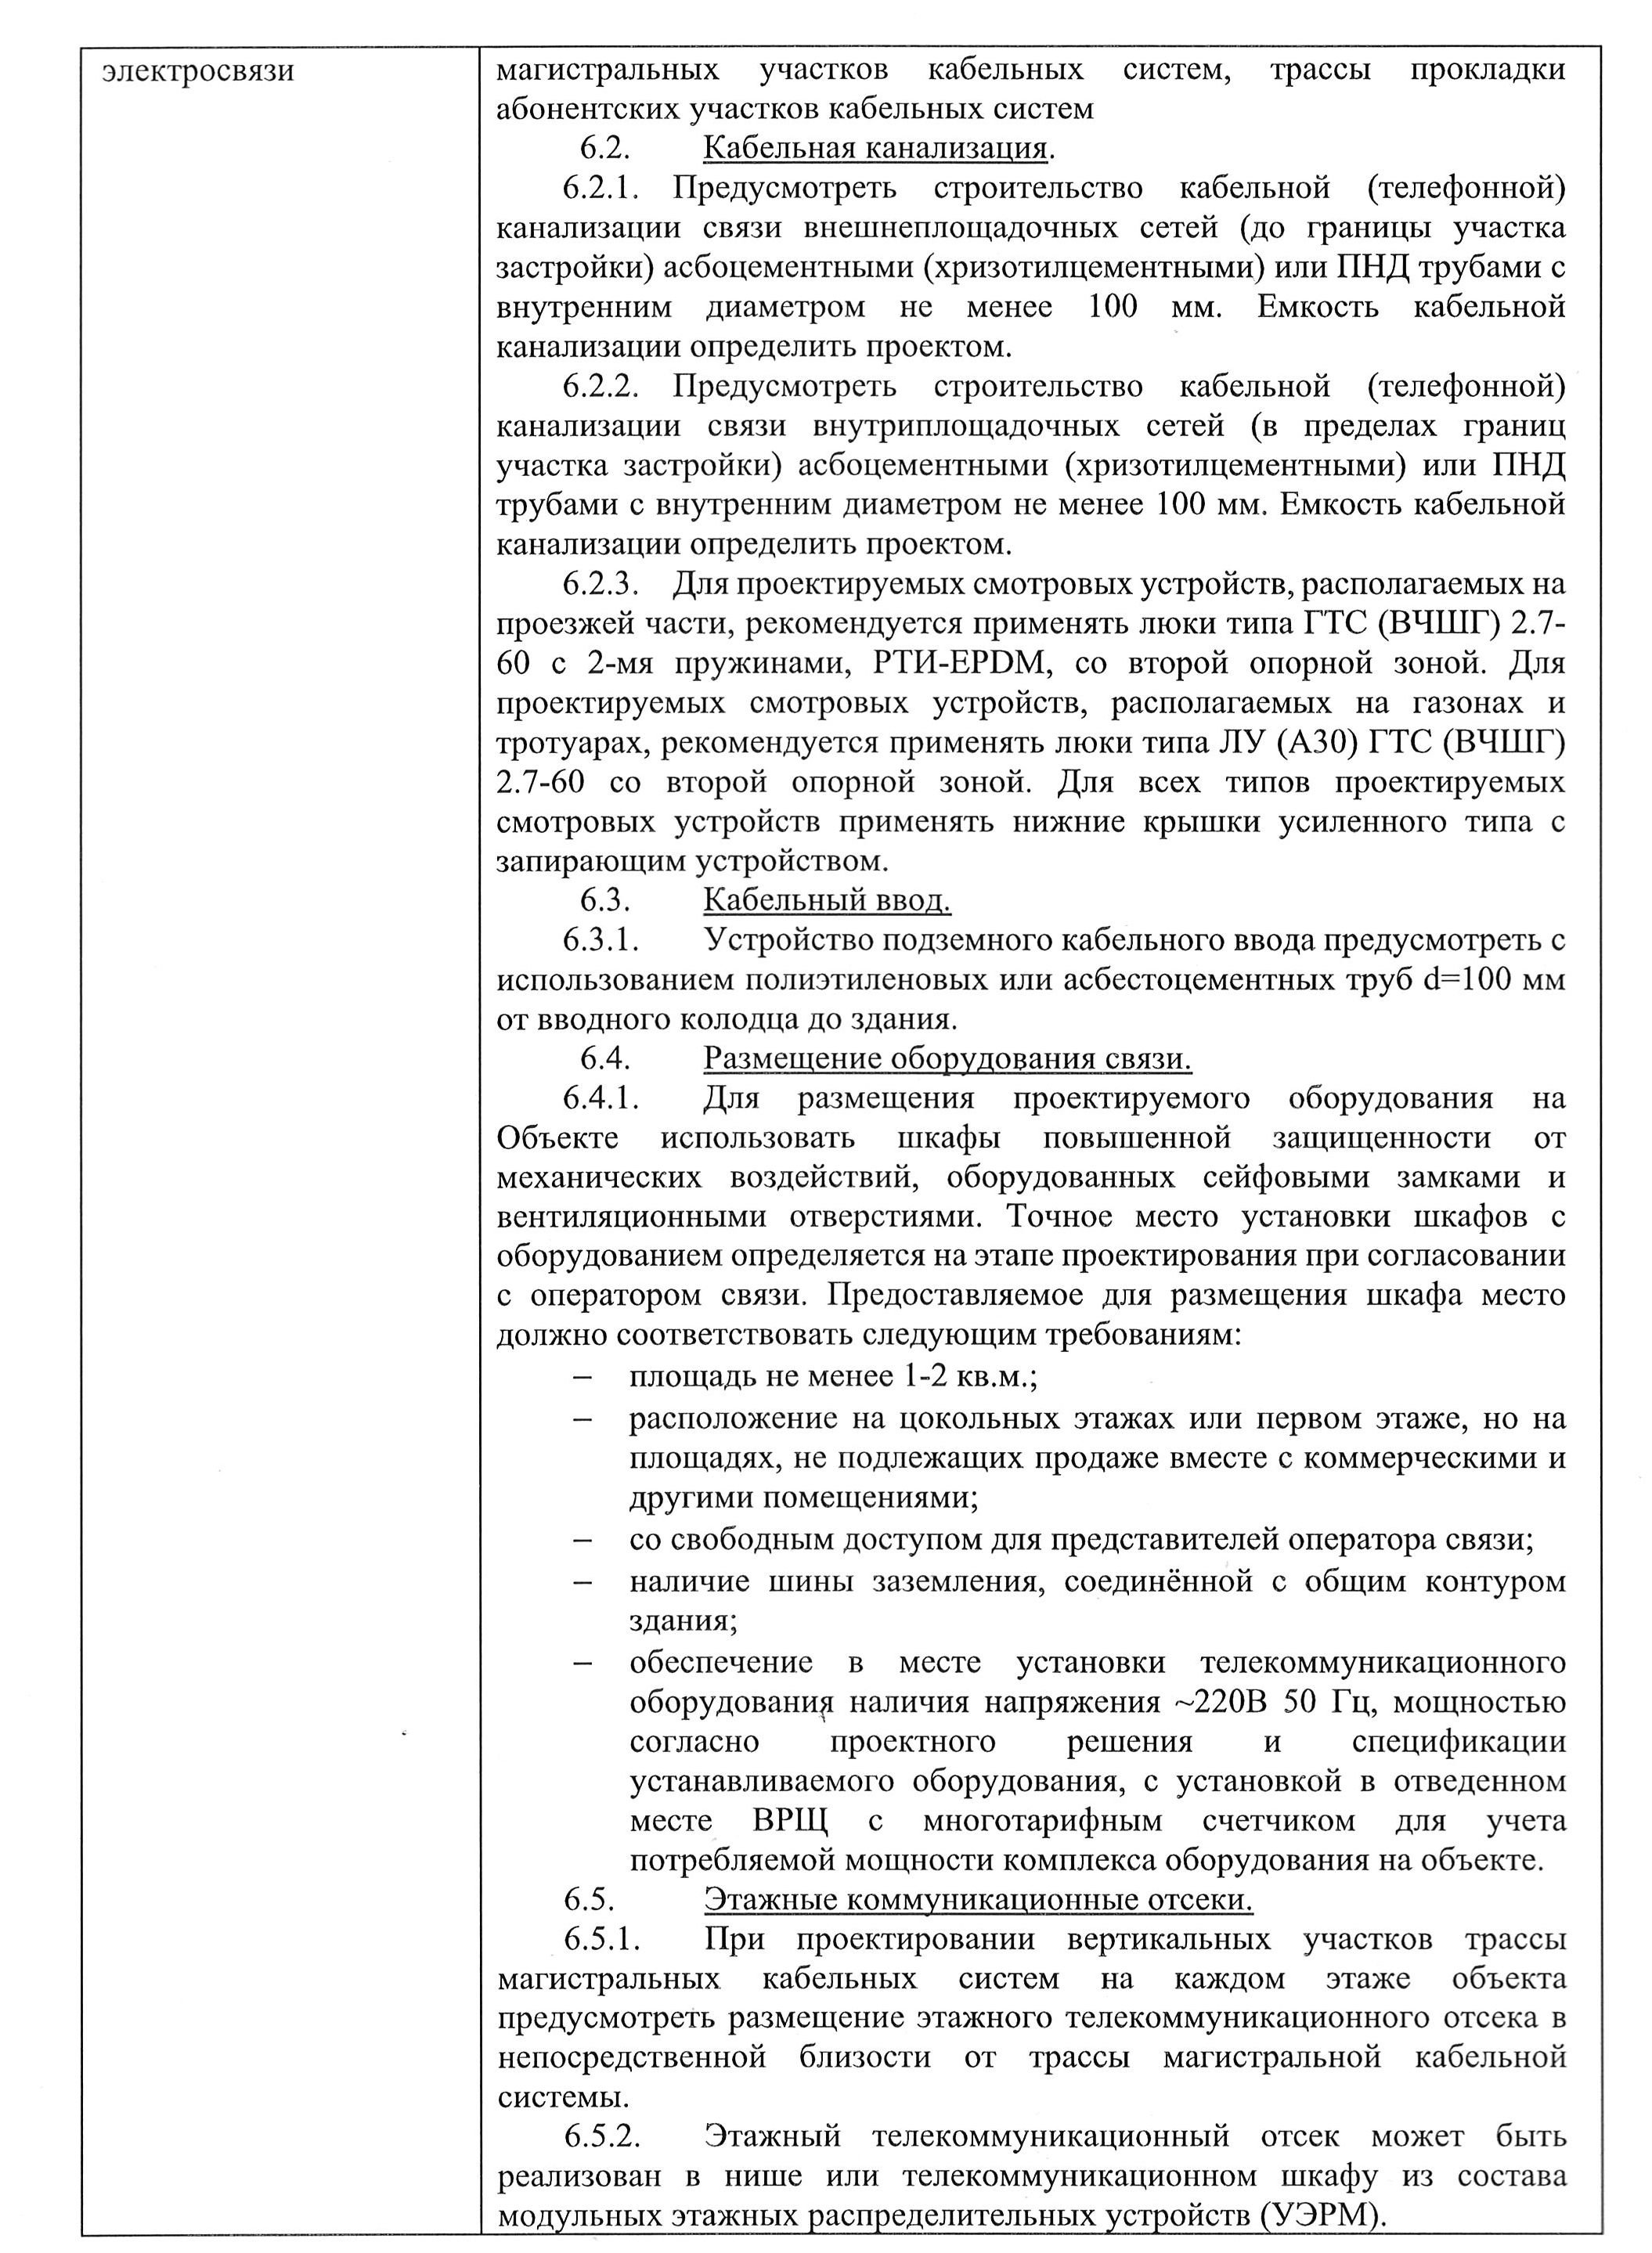 электросвязи
магистральных участков кабельных систем, трассы прокладки
абонентских участков кабельных систем
6.2. Кабельная канализация.
6.2.1. Предусмотреть строительство кабельной (телефонной)
канализации связи внешнеплощадочных сетей (до границы участка
застройки) асбоцементными (хризотилцементными) или ПНД трубами с
внутренним диаметром не менее 100 мм. Емкость кабельной
канализации определить проектом.
6.2.2. Предусмотреть строительство кабельной (телефонной)
канализации связи внутриплощадочных сетей (в пределах границ
участка застройки) асбоцементными (хризотилцементными) или ПНД
трубами с внутренним диаметром не менее 100 мм. Емкость кабельной
канализации определить проектом.
6.2.3. Для проектируемых смотровых устройств, располагаемых на
проезжей части, рекомендуется применять люки типа ГТС (ВЧШГ) 2.7-
60 с 2-мя пружинами, РТИ-EPDM, со второй опорной зоной. Для
проектируемых смотровых устройств, располагаемых на газонах и
тротуарах, рекомендуется применять люки типа ЛУ (А30) ГТС (ВЧШГ)
2.7-60 со второй опорной зоной. Для всех типов проектируемых
смотровых устройств применять нижние крышки усиленного типа с
запирающим устройством.
6.3. Кабельный ввод.
6.3.1. Устройство подземного кабельного ввода предусмотреть с
использованием полиэтиленовых или асбестоцементных труб d=100 мм
от вводного колодца до здания.
6.4. Размещение оборудования связи.
6.4.1. Для размещения проектируемого оборудования на
Объекте использовать шкафы повышенной защищенности от
механических воздействий, оборудованных сейфовыми замками и
вентиляционными отверстиями. Точное место установки шкафов с
оборудованием определяется на этапе проектирования при согласовании
с оператором связи. Предоставляемое для размещения шкафа место
должно соответствовать следующим требованиям:
– площадь не менее 1-2 кв.м.;
– расположение на цокольных этажах или первом этаже, но на
площадях, не подлежащих продаже вместе с коммерческими и
другими помещениями;
– со свободным доступом для представителей оператора связи;
– наличие шины заземления, соединённой с общим контуром
здания;
– обеспечение в месте установки телекоммуникационного
оборудования наличия напряжения ~220В 50 Гц, мощностью
согласно проектного решения и спецификации
устанавливаемого оборудования, с установкой в отведенном
месте ВРЩ с многотарифным счетчиком для учета
потребляемой мощности комплекса оборудования на объекте.
6.5. Этажные коммуникационные отсеки.
6.5.1. При проектировании вертикальных участков трассы
магистральных кабельных систем на каждом этаже объекта
предусмотреть размещение этажного телекоммуникационного отсека в
непосредственной близости от трассы магистральной кабельной
системы.
6.5.2. Этажный телекоммуникационный отсек может быть
реализован в нише или телекоммуникационном шкафу из состава
модульных этажных распределительных устройств (УЭРМ).